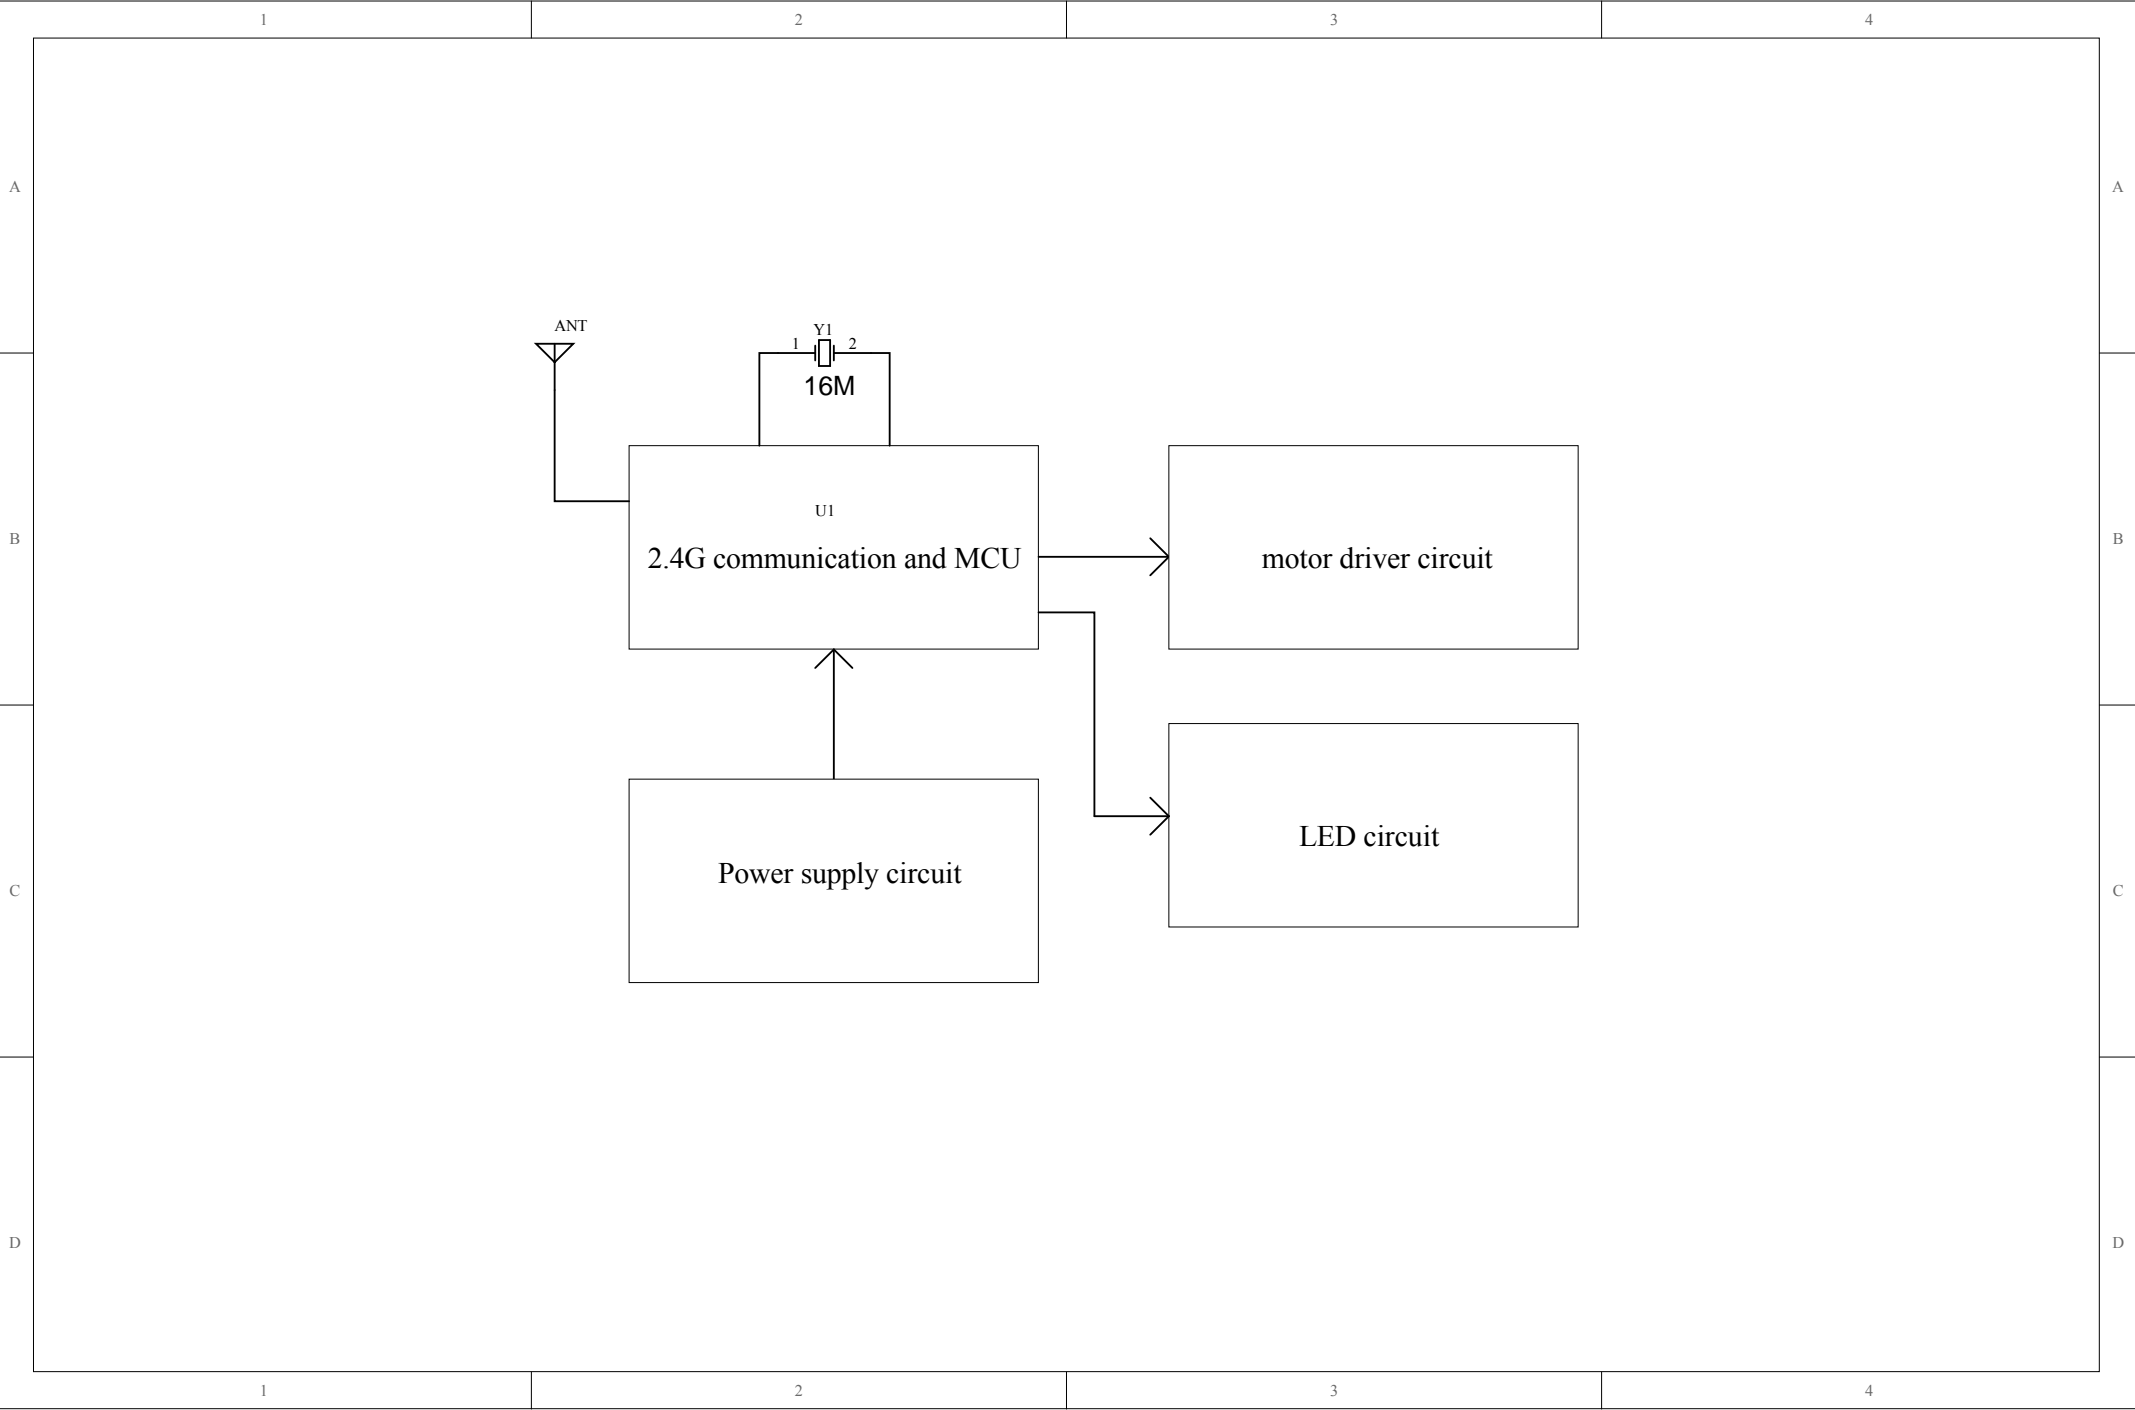 1 2 3 4
A A
ANT
Y1
1 2
16M
U1
B B
2.4G communication and MCU
motor driver circuit
LED circuit
Power supply circuit
C C
D D
1 2 3 4